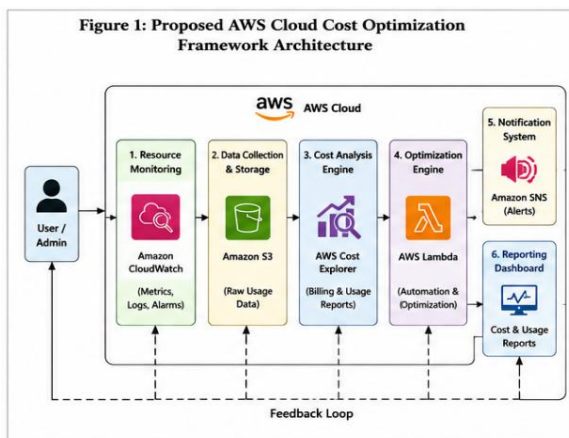 Figure 1: Proposed AWS Cloud Cost Optimization
Framework Architecture
aws AWS Cloud
User /
Admin
1. Resource
Monitoring
Amazon
CloudWatch
(Metrics,
Logs, Alarms)
2. Data Collection
& Storage
Amazon S3
(Raw Usage
Data)
3. Cost Analysis
Engine
AWS Cost
Explorer
(Billing & Usage
Reports)
4. Optimization
Engine
AWS Lambda
(Automation &
Optimization)
5. Notification
System
Amazon SNS
(Alerts)
6. Reporting
Dashboard
Cost & Usage
Reports
Feedback Loop